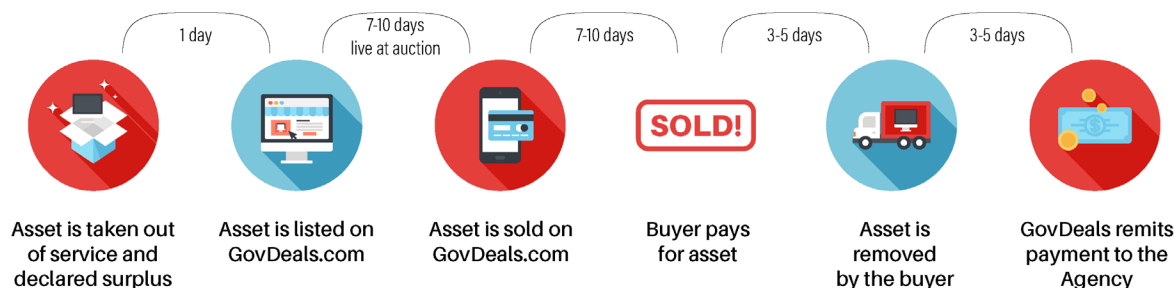 1 day
7-10 days
live at auction
7-10 days
3-5 days
3-5 days
SOLD!
Asset is taken out
of service and
declared surplus
Asset is listed on
GovDeals.com
Asset is sold on
GovDeals.com
Buyer pays
for asset
Asset is
removed
by the buyer
GovDeals remits
payment to the
Agency